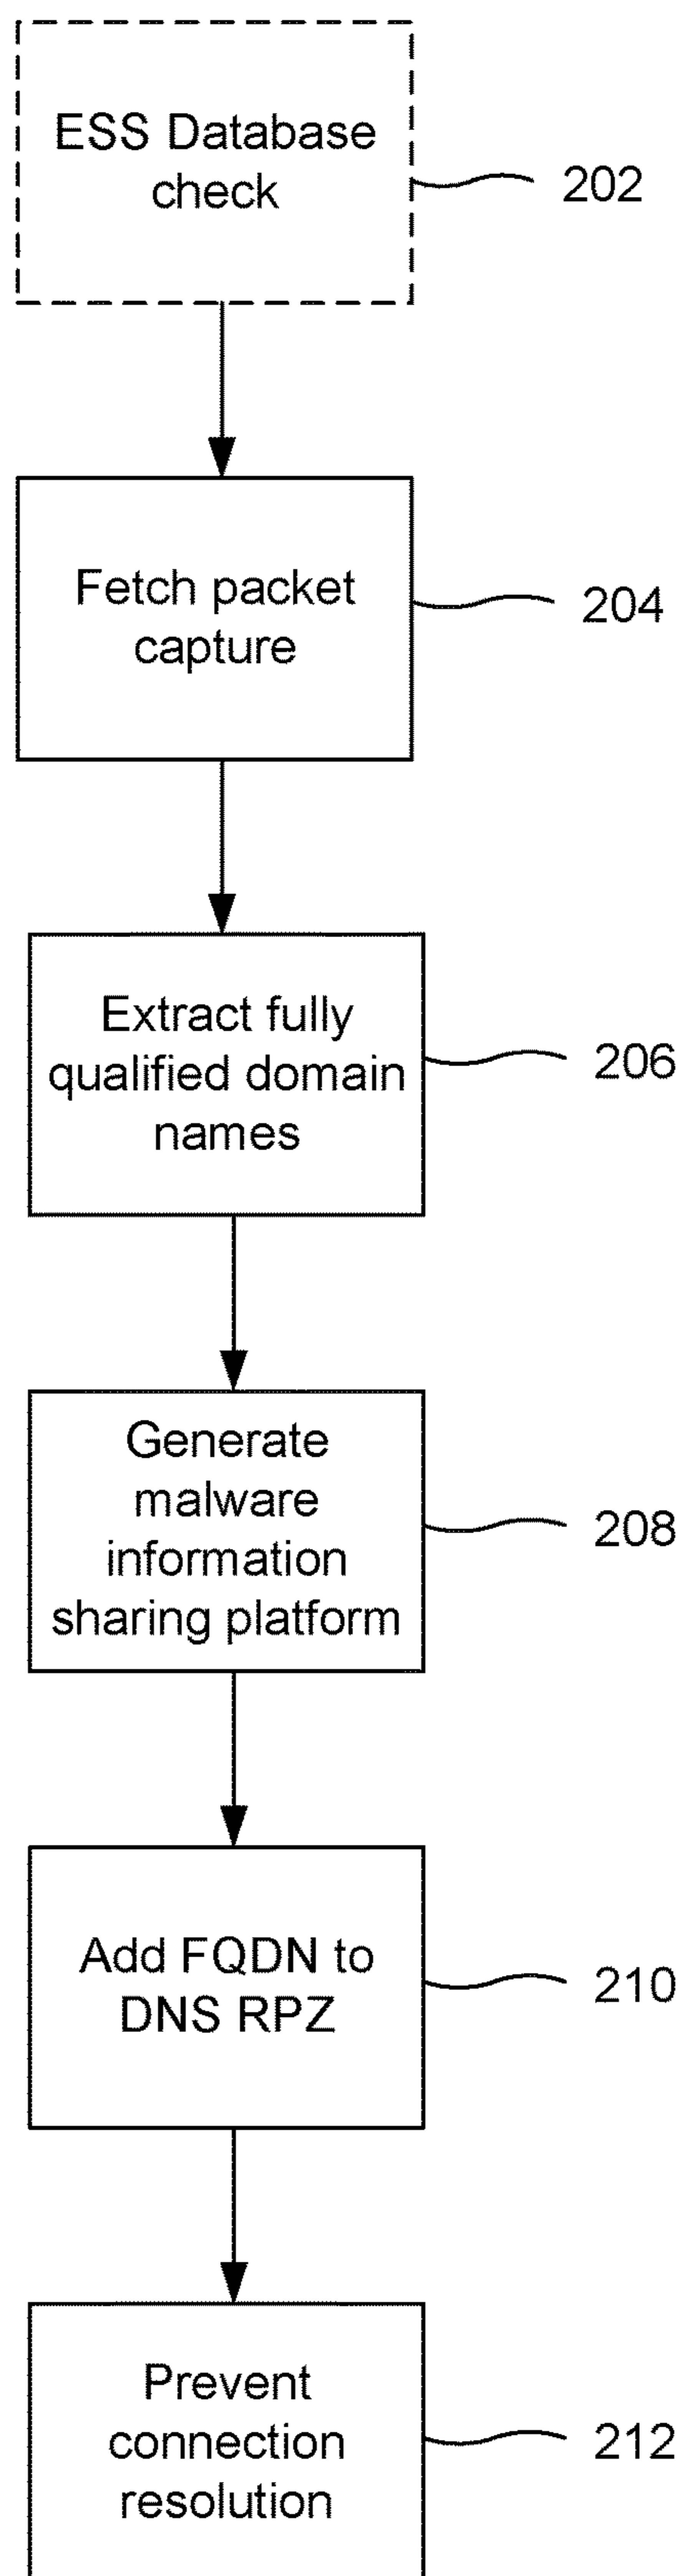 ESS Database
check
202
Fetch packet
capture
204
Extract fully
qualified domain
names
206
Generate
malware
information
sharing platform
208
Add FQDN to
DNS RPZ
210
Prevent
connection
resolution
212